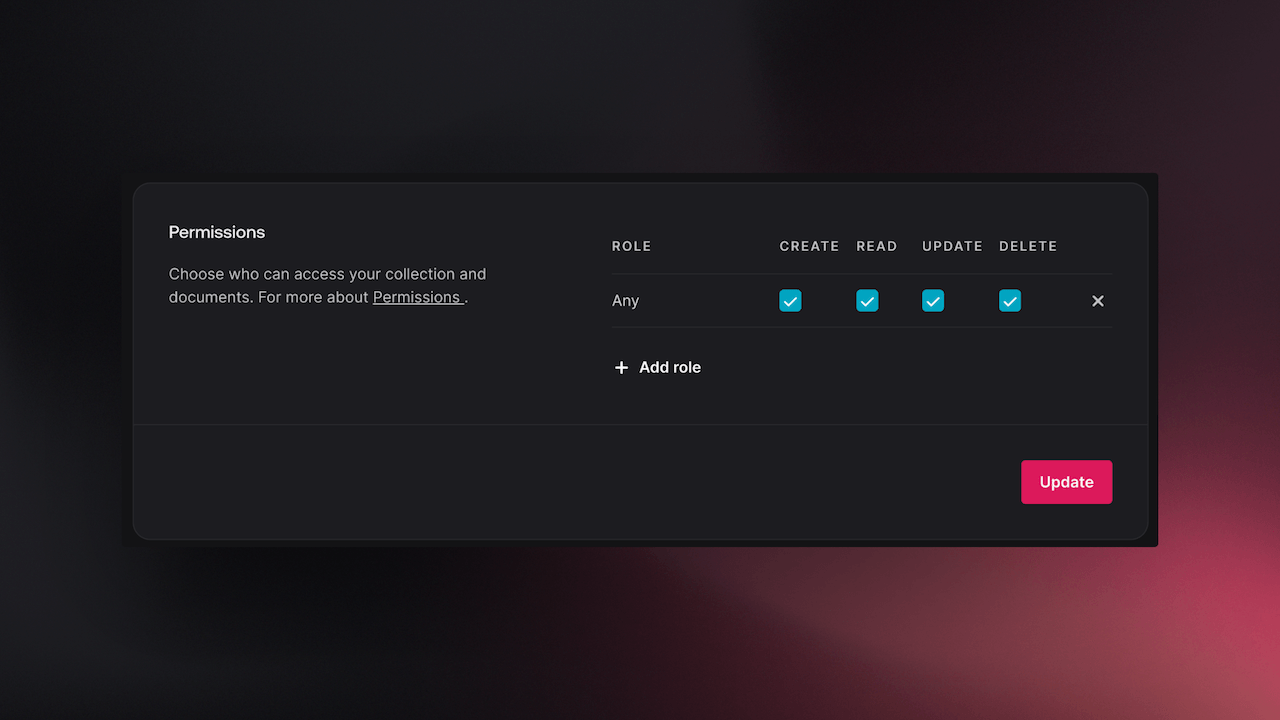 Permissions
Choose who can access your collection and
documents. For more about Permissions .
ROLE CREATE READ UPDATE DELETE
Any
Add role
Update